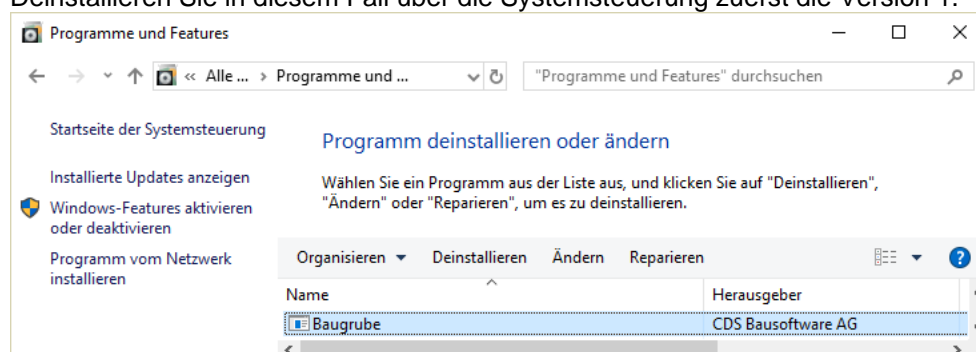 Deinstallieren Sie in diesem Fall über die Systemsteuerung zuerst die Version 1.
Programme und Features
« Alle ... > Programme und ...
"Programme und Features" durchsuchen
Startseite der Systemsteuerung
Installierte Updates anzeigen
Windows-Features aktivieren
oder deaktivieren
Programm vom Netzwerk
installieren
Programm deinstallieren oder ändern
Wählen Sie ein Programm aus der Liste aus, und klicken Sie auf "Deinstallieren",
"Ändern" oder "Reparieren", um es zu deinstallieren.
Organisieren Deinstallieren Ändern Reparieren ?
Name Herausgeber
Baugrube CDS Bausoftware AG